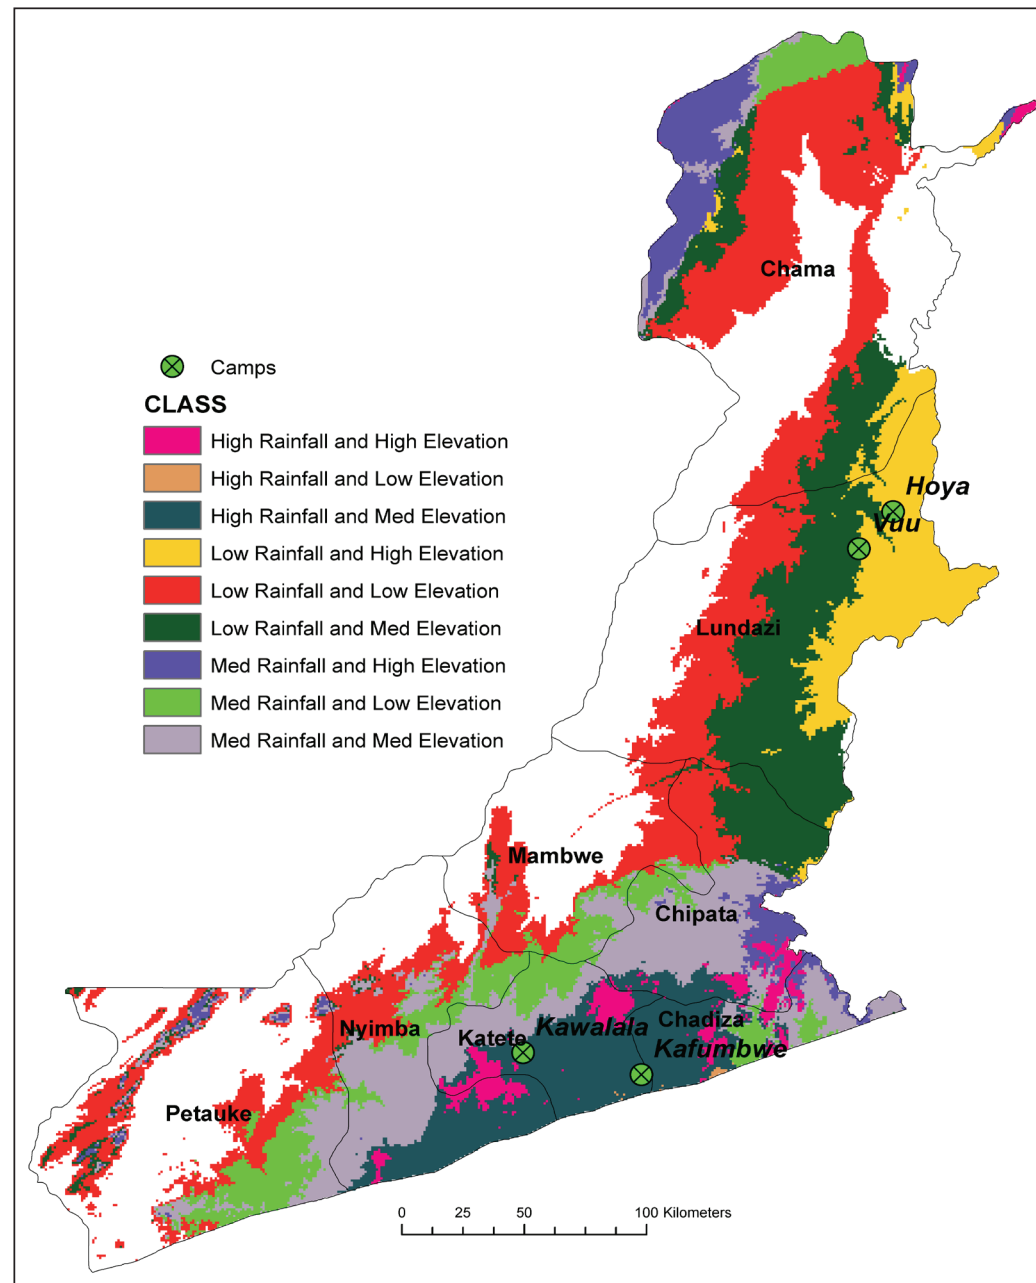 Chama
Camps
CLASS
High Rainfall and High Elevation
High Rainfall and Low Elevation
High Rainfall and Med Elevation
Low Rainfall and High Elevation
Low Rainfall and Low Elevation
Low Rainfall and Med Elevation
Med Rainfall and High Elevation
Med Rainfall and Low Elevation
Med Rainfall and Med Elevation
Hoya
Vuu
Lundazi
Mambwe
Chipata
Nyimba
Katete
Kawalala
Chadiza
Kafumbwe
Petauke
0 25 50 100 Kilometers